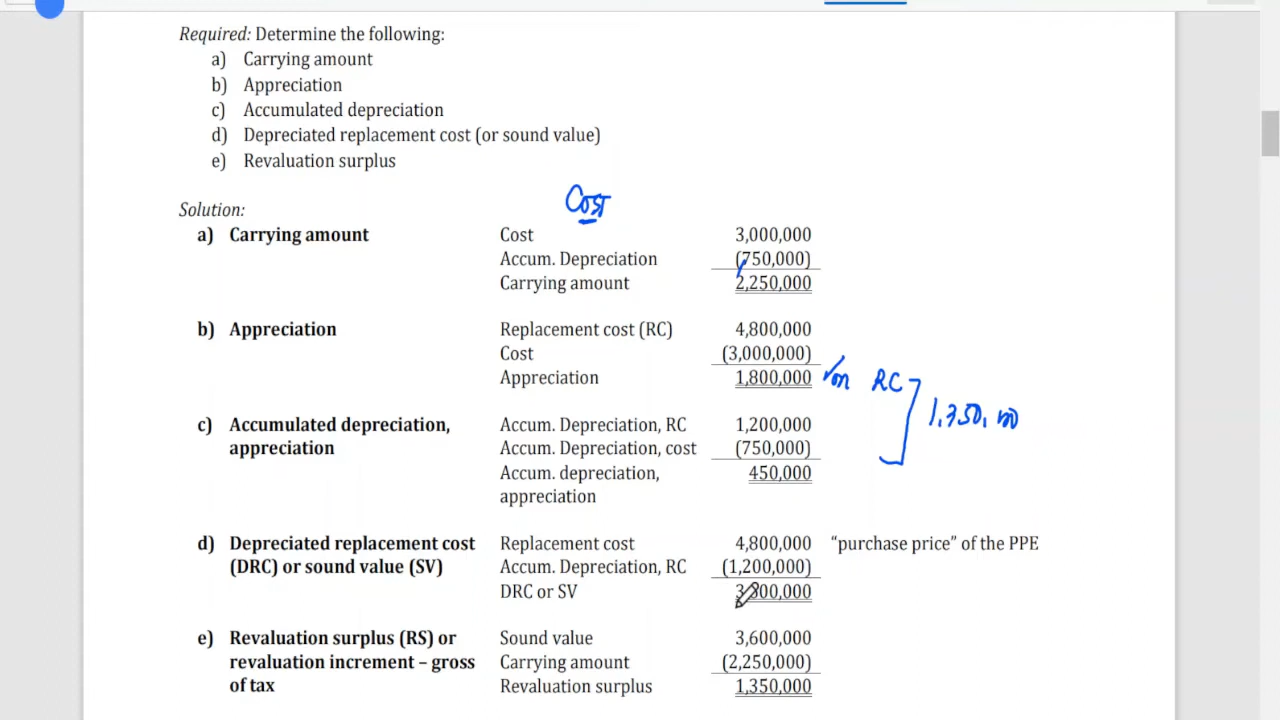 Required: Determine the following:
a) Carrying amount
b) Appreciation
c) Accumulated depreciation
d) Depreciated replacement cost (or sound value)
e) Revaluation surplus
Cost
Solution:
a) Carrying amount Cost 3,000,000
Accum. Depreciation (750,000)
Carrying amount 2,250,000
b) Appreciation Replacement cost (RC) 4,800,000
Cost (3,000,000)
Appreciation 1,800,000 on RC
1,350,000
c) Accumulated depreciation, Accum. Depreciation, RC 1,200,000
appreciation Accum. Depreciation, cost (750,000)
Accum. depreciation, 450,000
appreciation
d) Depreciated replacement cost Replacement cost 4,800,000 “purchase price” of the PPE
(DRC) or sound value (SV) Accum. Depreciation, RC (1,200,000)
DRC or SV
e) Revaluation surplus (RS) or Sound value 3,600,000
revaluation increment – gross Carrying amount (2,250,000)
of tax Revaluation surplus 1,350,000